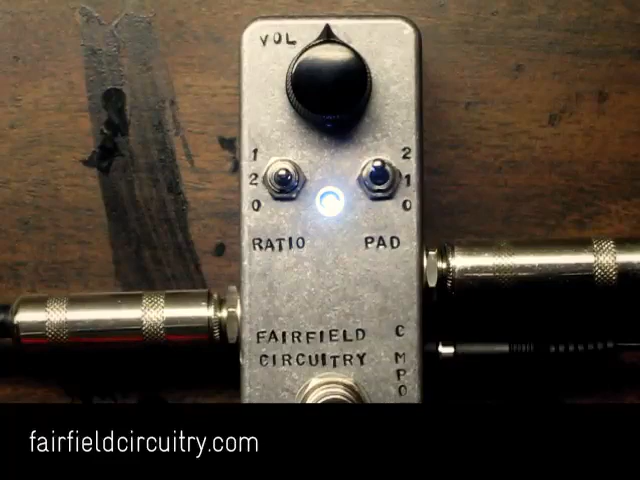 VOL
1
2
0
2
1
0
RATIO
PAD
FAIRFIELD
CIRCUITRY
C
M
P
O
fairfieldcircuitry.com